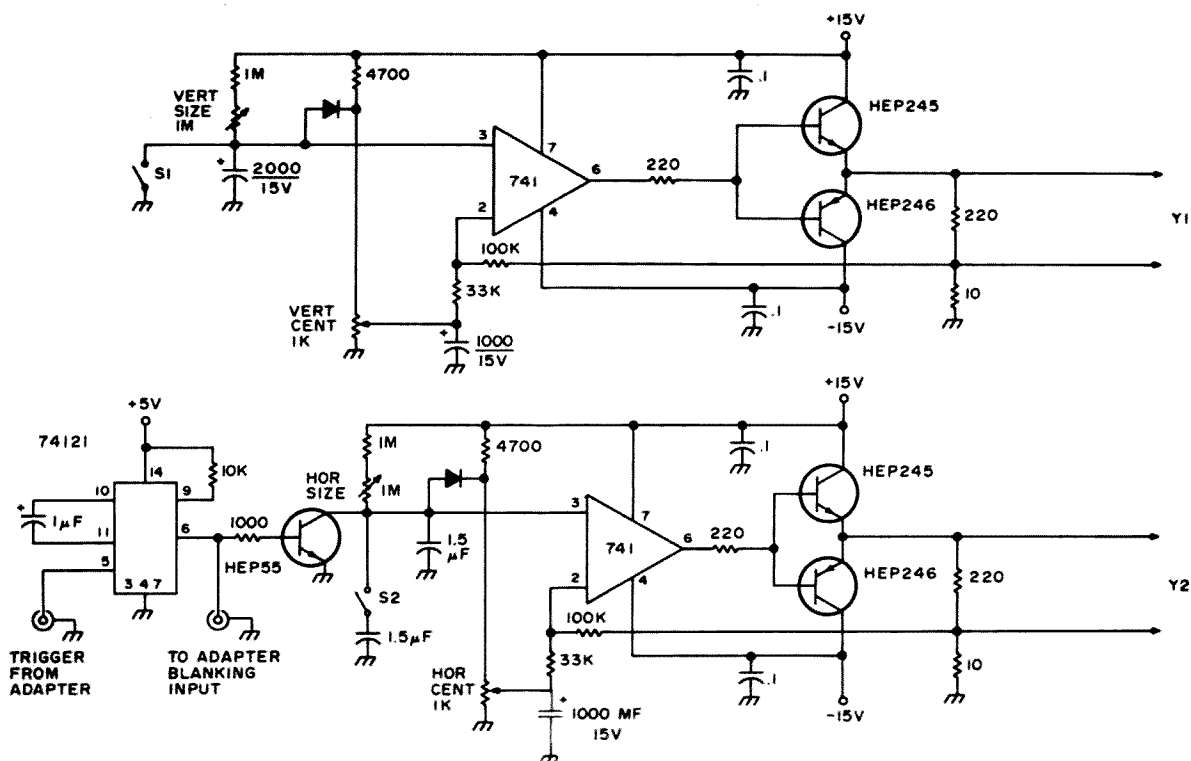 +15V
1M
4700
.1
VERT
SIZE
1M
HEP245
3
7
S1
+
2000
15V
741
6
220
2
4
HEP246
100K
220
Y1
33K
10
VERT
CENT
1K
+
1000
15V
.1
-15V
+15V
+5V
74121
14
10K
1M
4700
.1
HOR
SIZE
1M
HEP245
10
9
+
1µF
11
6
1000
3
7
5
1.5
µF
741
6
220
HEP55
2
4
HEP246
3 4 7
S2
220
Y2
100K
1.5µF
33K
10
TRIGGER
FROM
ADAPTER
TO ADAPTER
BLANKING
INPUT
HOR
CENT
1K
.1
+
1000 MF
15V
-15V